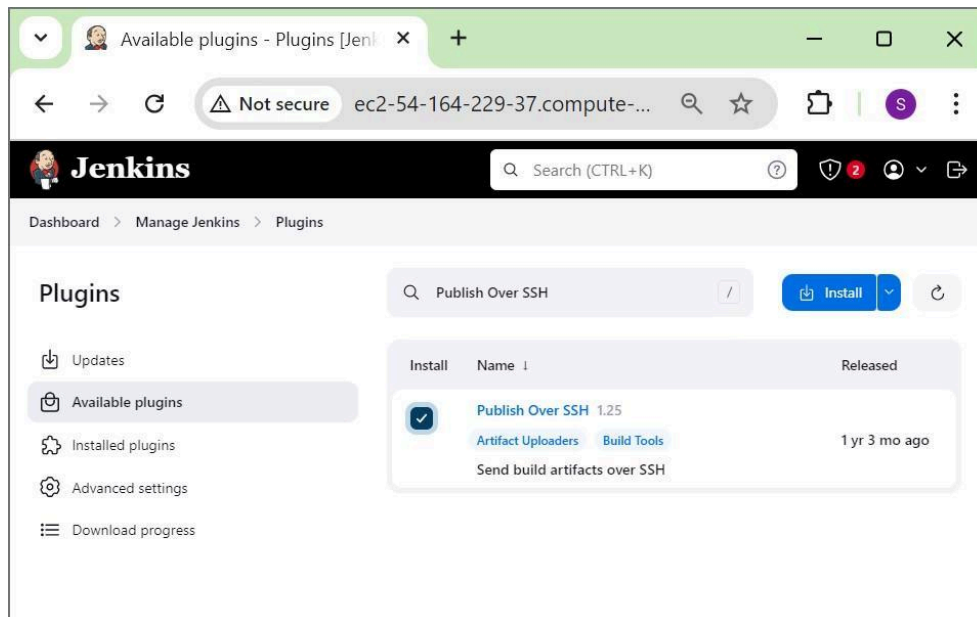 Available plugins - Plugins [Jenk
Not secure ec2-54-164-229-37.compute-...
S
Jenkins
Search (CTRL+K)
2
Dashboard > Manage Jenkins > Plugins
Plugins
Publish Over SSH /
Install
Updates
Available plugins
Installed plugins
Advanced settings
Download progress
Install Name ↓ Released
Publish Over SSH 1.25
Artifact Uploaders Build Tools
1 yr 3 mo ago
Send build artifacts over SSH